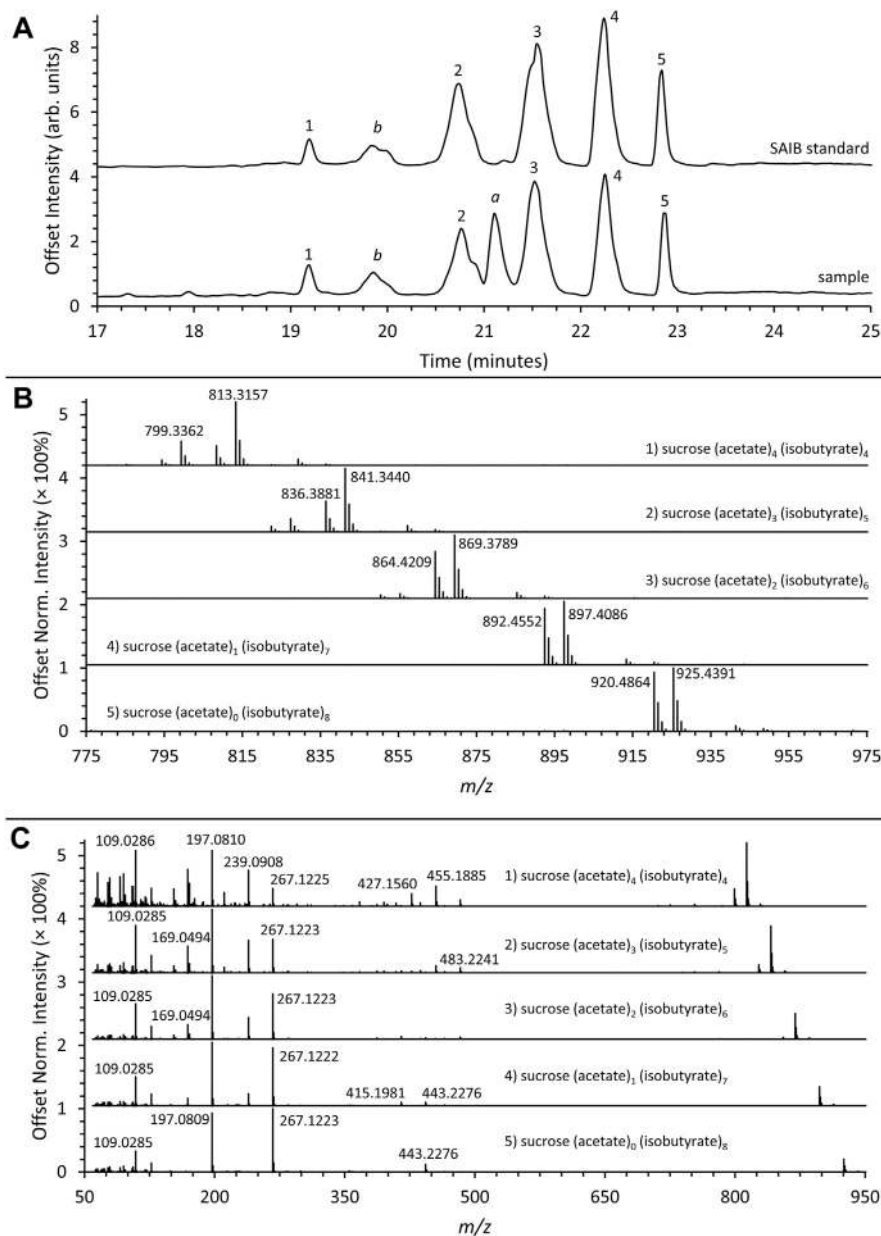 A
Offset Intensity (arb. units)
8
6
4
2
0
1
b
2
3
4
5
SAIB standard
1
b
2
a
3
4
5
sample
17 18 19 20 21 22 23 24 25
Time (minutes)
B
Offset Norm. Intensity (× 100%)
5
4
3
2
1
0
813.3157
799.3362
1) sucrose (acetate)₄ (isobutyrate)₄
841.3440
836.3881
2) sucrose (acetate)₃ (isobutyrate)₅
869.3789
864.4209
3) sucrose (acetate)₂ (isobutyrate)₆
897.4086
892.4552
4) sucrose (acetate)₁ (isobutyrate)₇
925.4391
920.4864
5) sucrose (acetate)₀ (isobutyrate)₈
775 795 815 835 855 875 895 915 935 955 975
m/z
C
Offset Norm. Intensity (× 100%)
5
4
3
2
1
0
109.0286
197.0810
239.0908
267.1225
427.1560
455.1885
1) sucrose (acetate)₄ (isobutyrate)₄
109.0285
169.0494
267.1223
483.2241
2) sucrose (acetate)₃ (isobutyrate)₅
109.0285
169.0494
267.1223
3) sucrose (acetate)₂ (isobutyrate)₆
109.0285
267.1222
415.1981
443.2276
4) sucrose (acetate)₁ (isobutyrate)₇
197.0809
109.0285
267.1223
443.2276
5) sucrose (acetate)₀ (isobutyrate)₈
50 200 350 500 650 800 950
m/z